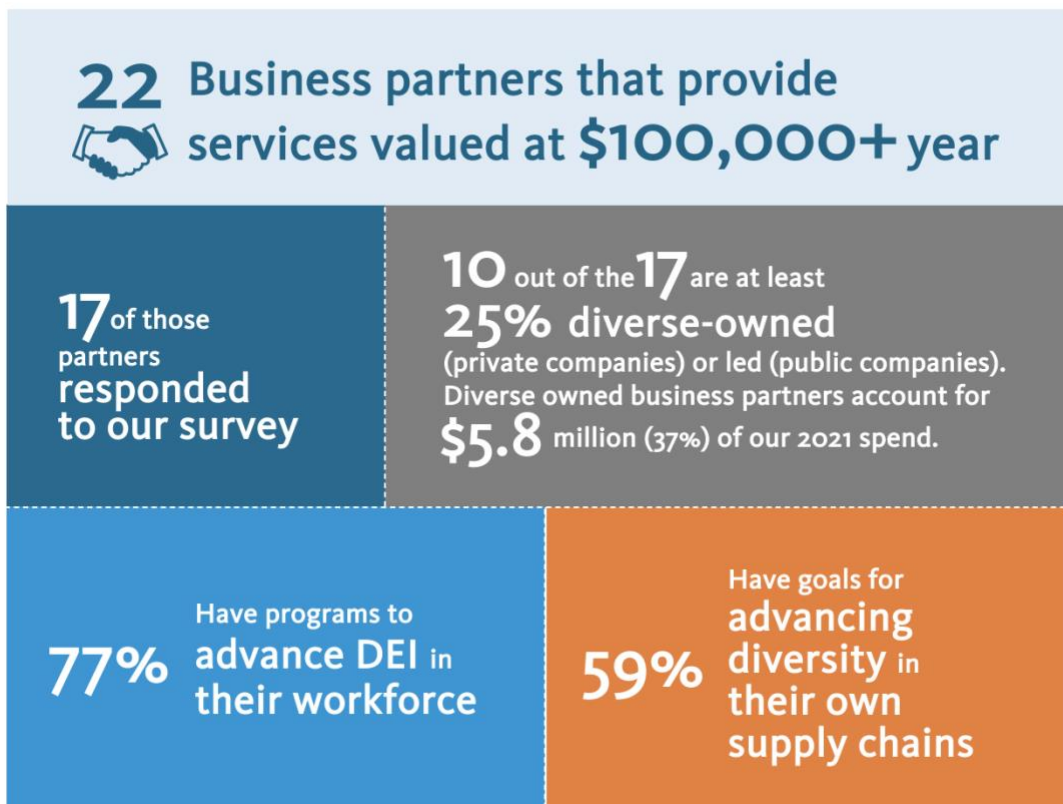 22 Business partners that provide
services valued at $100,000+ year
17 of those
partners
responded
to our survey
10 out of the 17 are at least
25% diverse-owned
(private companies) or led (public companies).
Diverse owned business partners account for
$5.8 million (37%) of our 2021 spend.
77%
Have programs to
advance DEI in
their workforce
59%
Have goals for
advancing
diversity in
their own
supply chains